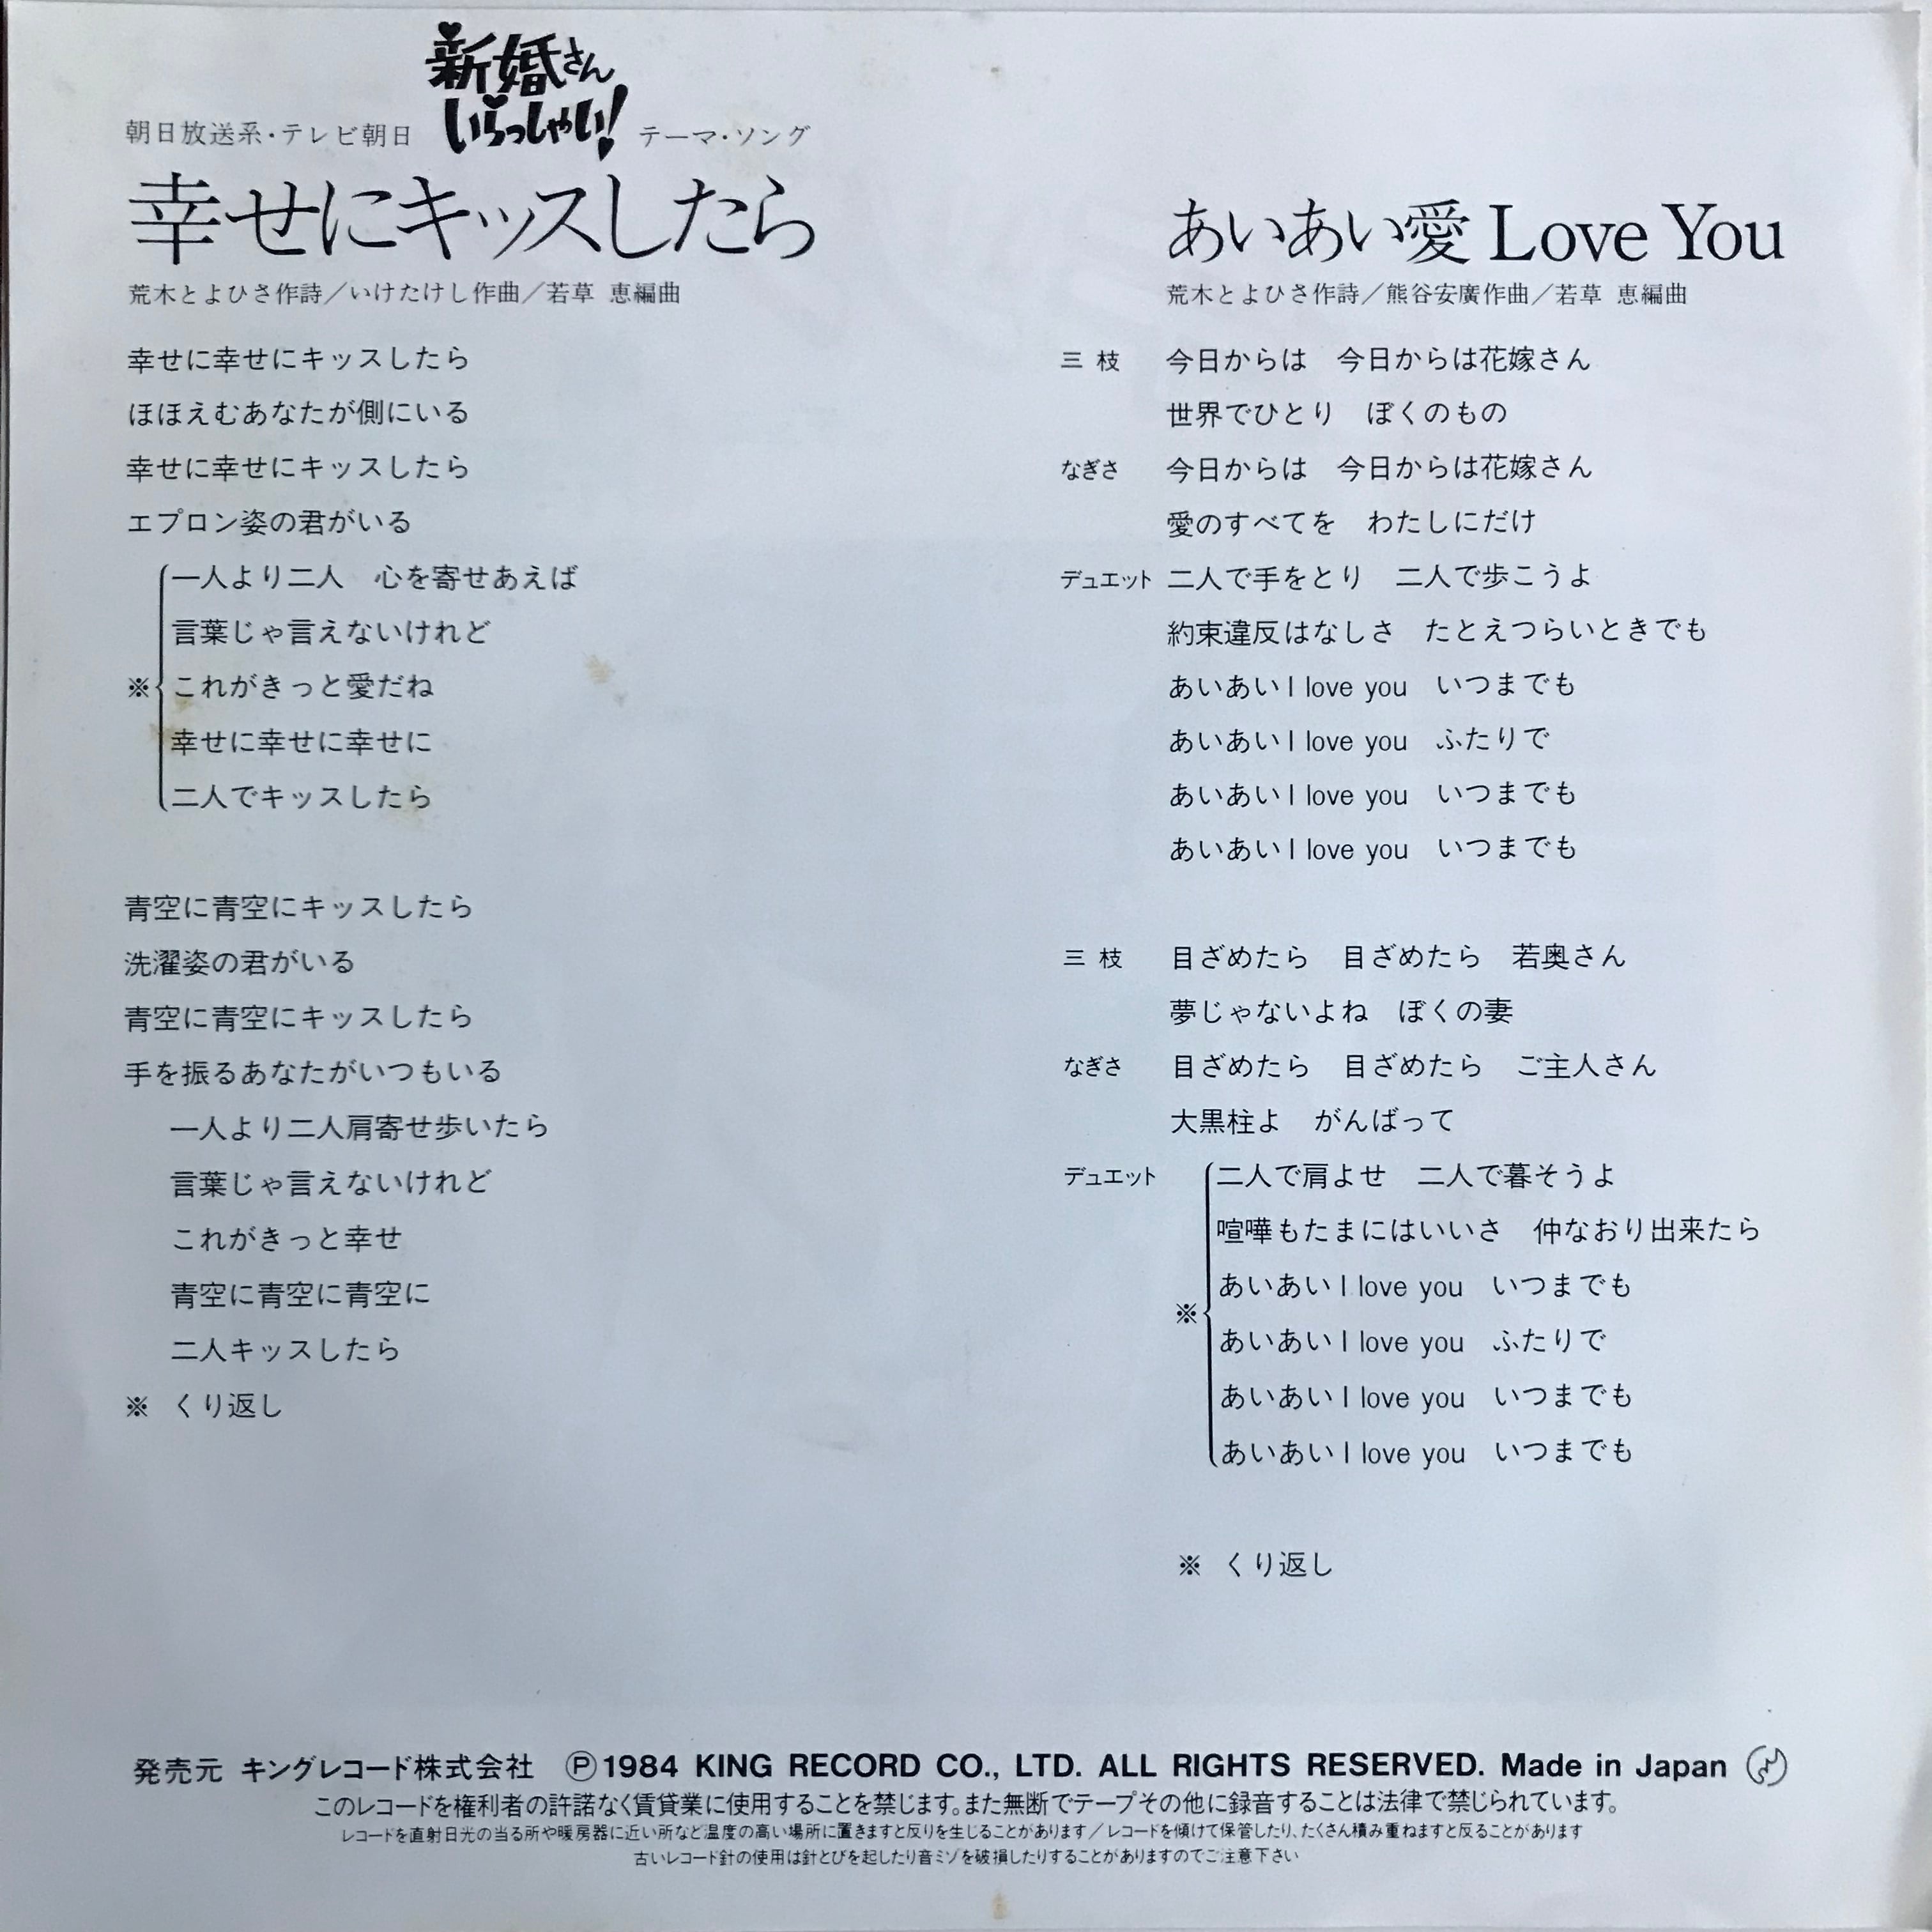 新婚さん
いらっしゃい!
朝日放送系・テレビ朝日 テーマ・ソング
幸せにキッスしたら
荒木とよひさ作詩／いけたけし作曲／若草 恵編曲
幸せに幸せにキッスしたら
ほほえむあなたが側にいる
幸せに幸せにキッスしたら
エプロン姿の君がいる
一人より二人　心を寄せあえば
言葉じゃ言えないけれど
※ これがきっと愛だね
幸せに幸せに幸せに
二人でキッスしたら
青空に青空にキッスしたら
洗濯姿の君がいる
青空に青空にキッスしたら
手を振るあなたがいつもいる
一人より二人肩寄せ歩いたら
言葉じゃ言えないけれど
これがきっと幸せ
青空に青空に青空に
二人キッスしたら
※ くり返し
あいあい愛 Love You
荒木とよひさ作詩／熊谷安廣作曲／若草 恵編曲
三 枝 今日からは　今日からは花嫁さん
世界でひとり　ぼくのもの
なぎさ 今日からは　今日からは花嫁さん
愛のすべてを　わたしにだけ
デュエット 二人で手をとり　二人で歩こうよ
約束違反はなしさ　たとえつらいときでも
あいあい I love you　いつまでも
あいあい I love you　ふたりで
あいあい I love you　いつまでも
あいあい I love you　いつまでも
三 枝 目ざめたら　目ざめたら　若奥さん
夢じゃないよね　ぼくの妻
なぎさ 目ざめたら　目ざめたら　ご主人さん
大黒柱よ　がんばって
デュエット 二人で肩よせ　二人で暮そうよ
喧嘩もたまにはいいさ　仲なおり出来たら
あいあい I love you　いつまでも
※
あいあい I love you　ふたりで
あいあい I love you　いつまでも
あいあい I love you　いつまでも
※ くり返し
発売元 キングレコード株式会社 Ⓟ1984 KING RECORD CO., LTD. ALL RIGHTS RESERVED. Made in Japan
このレコードを権利者の許諾なく賃貸業に使用することを禁じます。また無断でテープその他に録音することは法律で禁じられています。
レコードを直射日光の当る所や暖房器に近い所など温度の高い場所に置きますと反りを生じることがあります／レコードを傾けて保管したり、たくさん積み重ねますと反ることがあります
古いレコード針の使用は針とびを起したり音ミゾを破損したりすることがありますのでご注意下さい